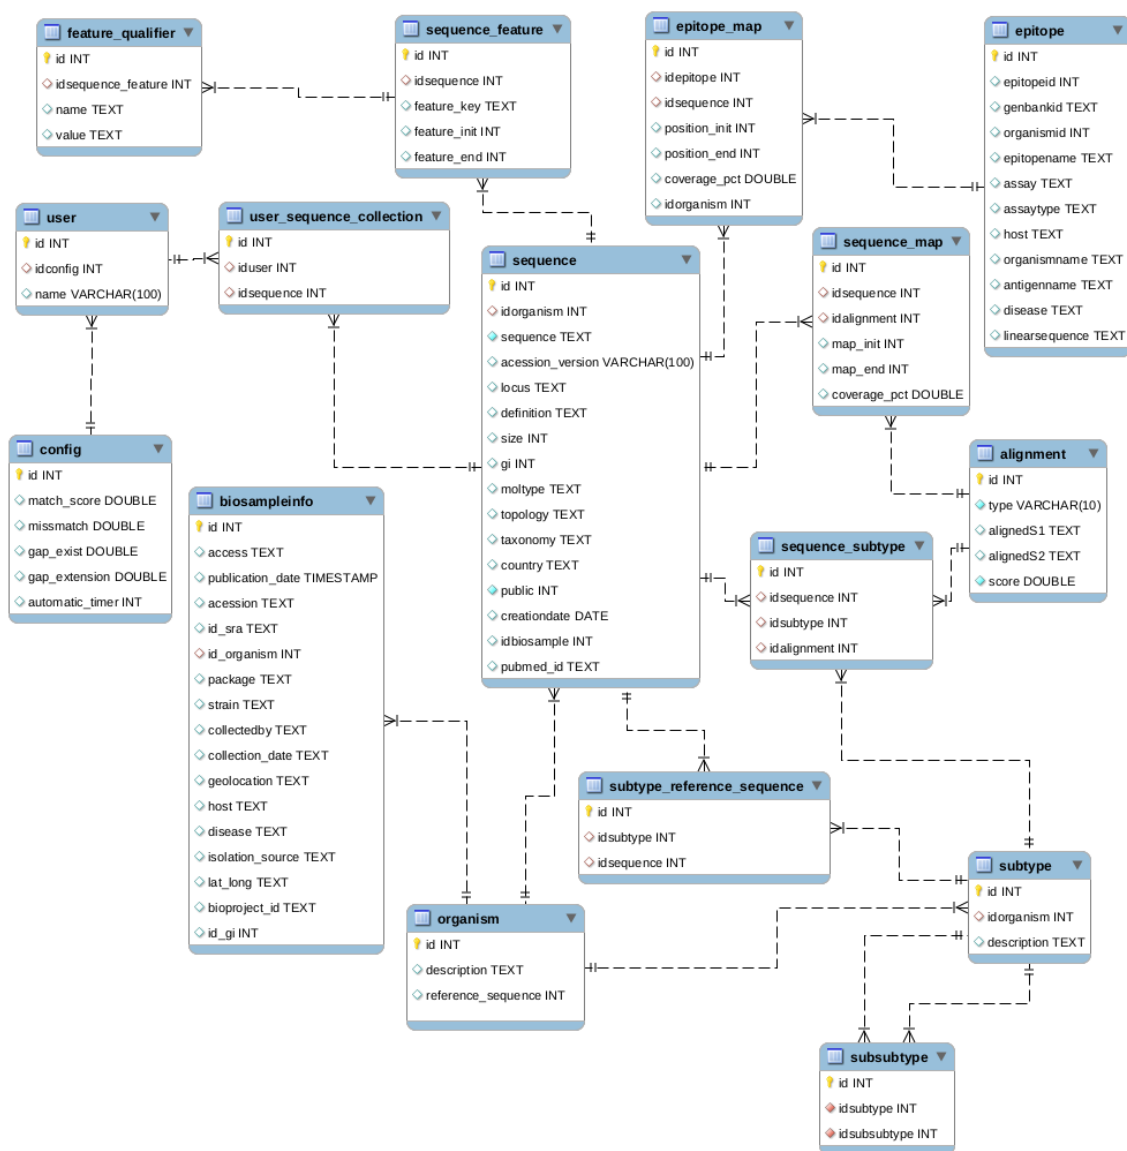 feature_qualifier
id INT
idsequence_feature INT
name TEXT
value TEXT
sequence_feature
id INT
idsequence INT
feature_key TEXT
feature_init INT
feature_end INT
epitope_map
id INT
idepitope INT
idsequence INT
position_init INT
position_end INT
coverage_pct DOUBLE
idorganism INT
epitope
id INT
epitopeid INT
genbankid TEXT
organismid INT
epitopename TEXT
assay TEXT
assaytype TEXT
host TEXT
organismname TEXT
antigenname TEXT
disease TEXT
linearsequence TEXT
user
id INT
idconfig INT
name VARCHAR(100)
user_sequence_collection
id INT
iduser INT
idsequence INT
sequence
id INT
idorganism INT
sequence TEXT
acession_version VARCHAR(100)
locus TEXT
definition TEXT
size INT
gi INT
moltype TEXT
topology TEXT
taxonomy TEXT
country TEXT
public INT
creationdate DATE
idbiosample INT
pubmed_id TEXT
sequence_map
id INT
idsequence INT
idalignment INT
map_init INT
map_end INT
coverage_pct DOUBLE
config
id INT
match_score DOUBLE
missmatch DOUBLE
gap_exist DOUBLE
gap_extension DOUBLE
automatic_timer INT
biosampleinfo
id INT
access TEXT
publication_date TIMESTAMP
acession TEXT
id_sra TEXT
id_organism INT
package TEXT
strain TEXT
collectedby TEXT
collection_date TEXT
geolocation TEXT
host TEXT
disease TEXT
isolation_source TEXT
lat_long TEXT
bioproject_id TEXT
id_gi INT
alignment
id INT
type VARCHAR(10)
alignedS1 TEXT
alignedS2 TEXT
score DOUBLE
sequence_subtype
id INT
idsequence INT
idsubtype INT
idalignment INT
subtype_reference_sequence
id INT
idsubtype INT
idsequence INT
subtype
id INT
idorganism INT
description TEXT
organism
id INT
description TEXT
reference_sequence INT
subsubtype
id INT
idsubtype INT
idsubsubtype INT